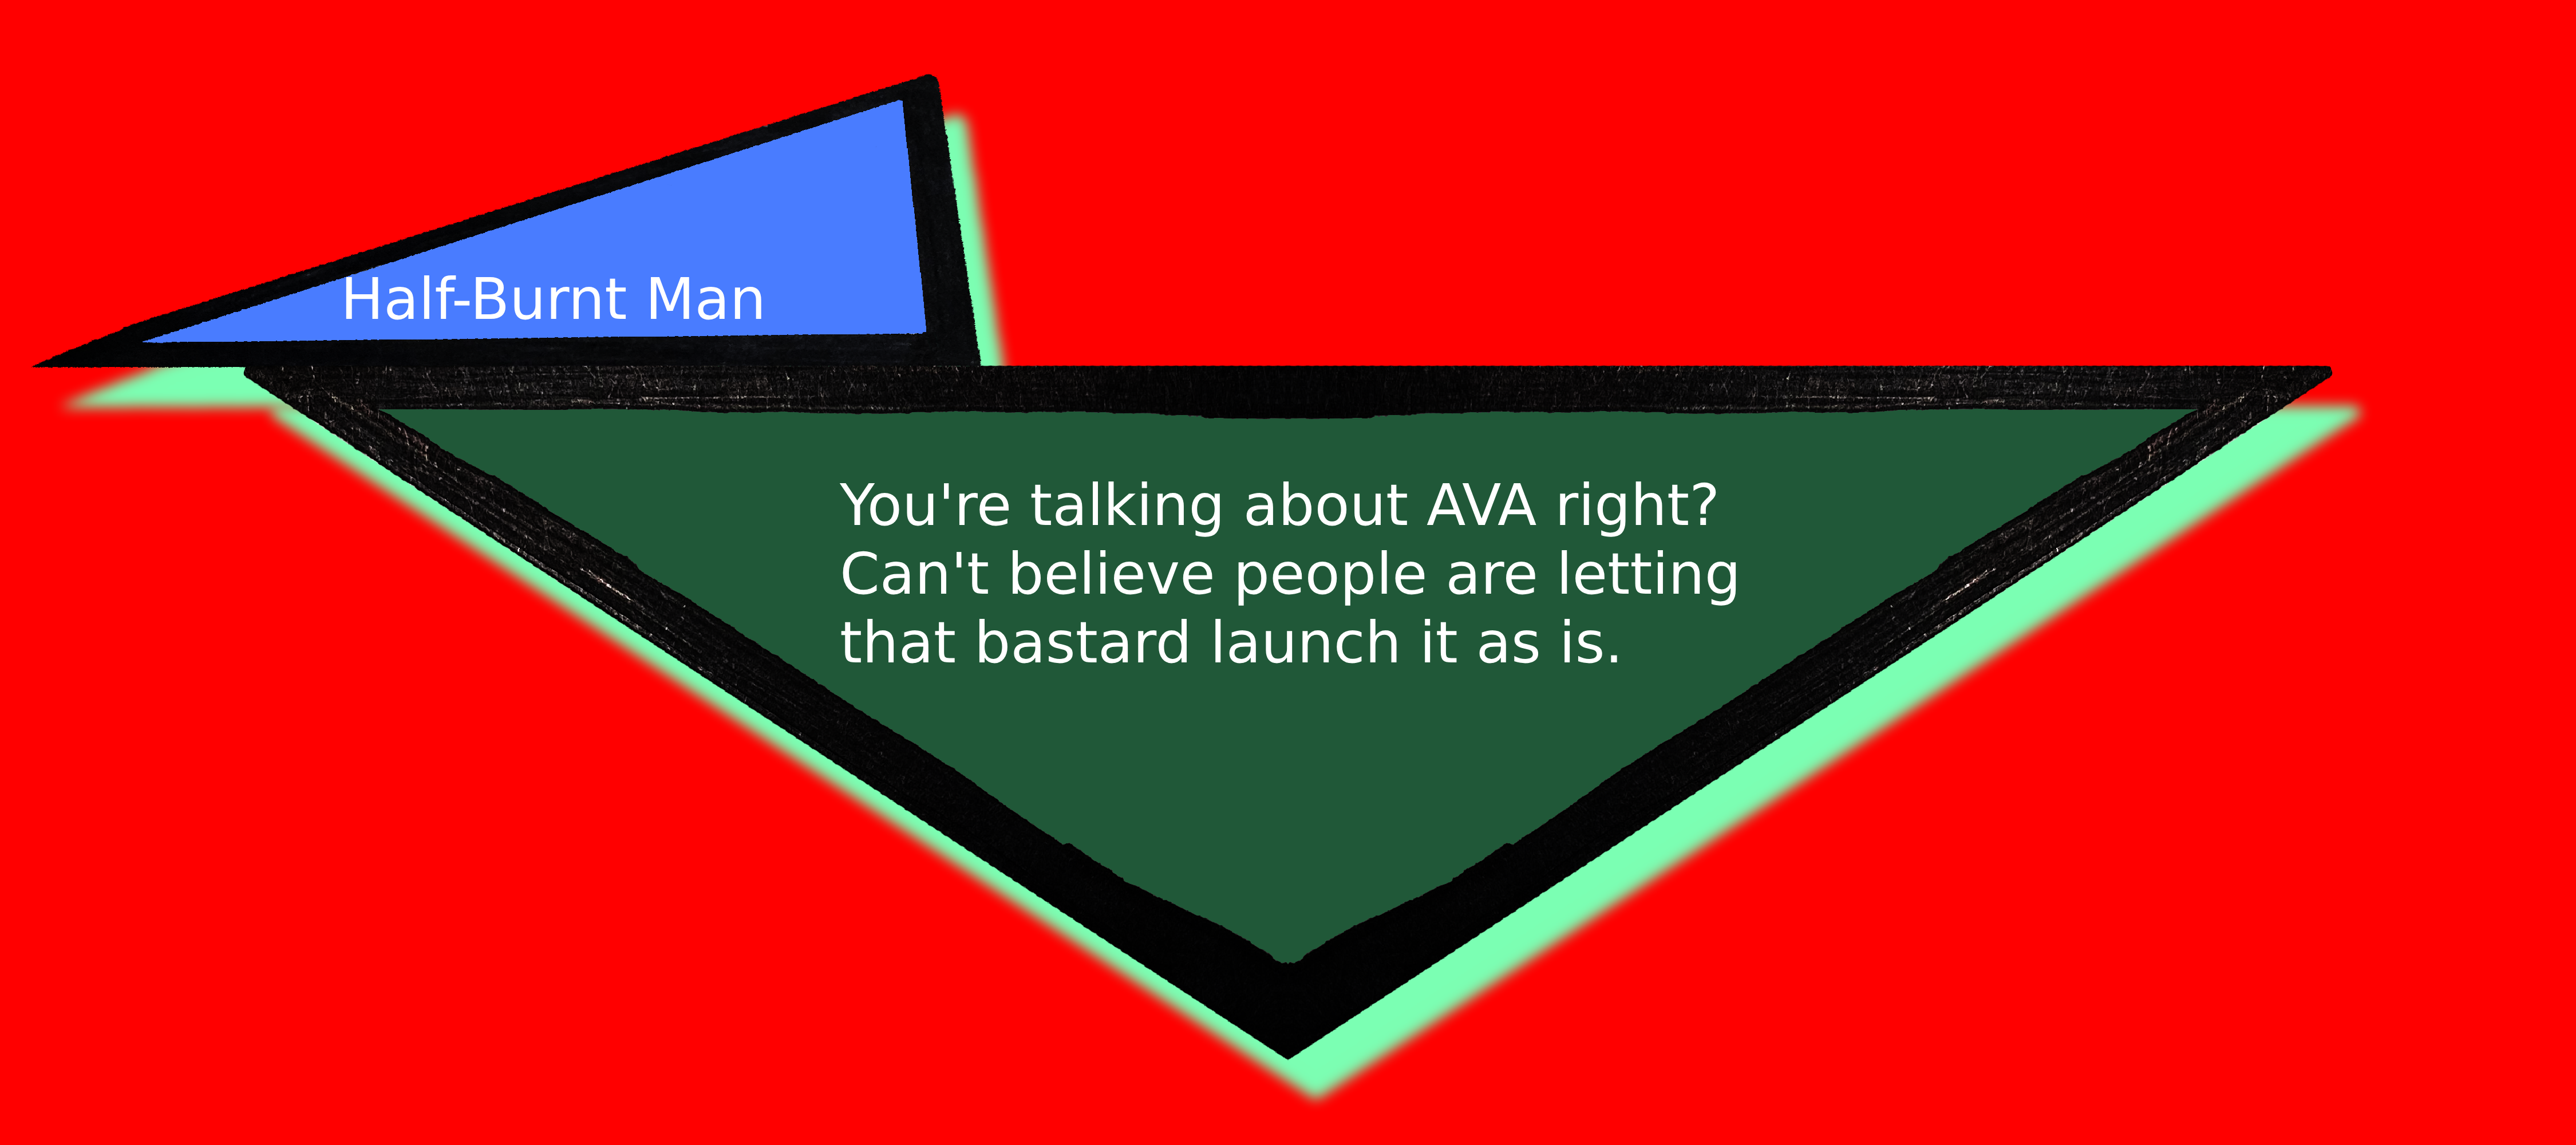 Half-Burnt Man
You're talking about AVA right?
Can't believe people are letting
that bastard launch it as is.